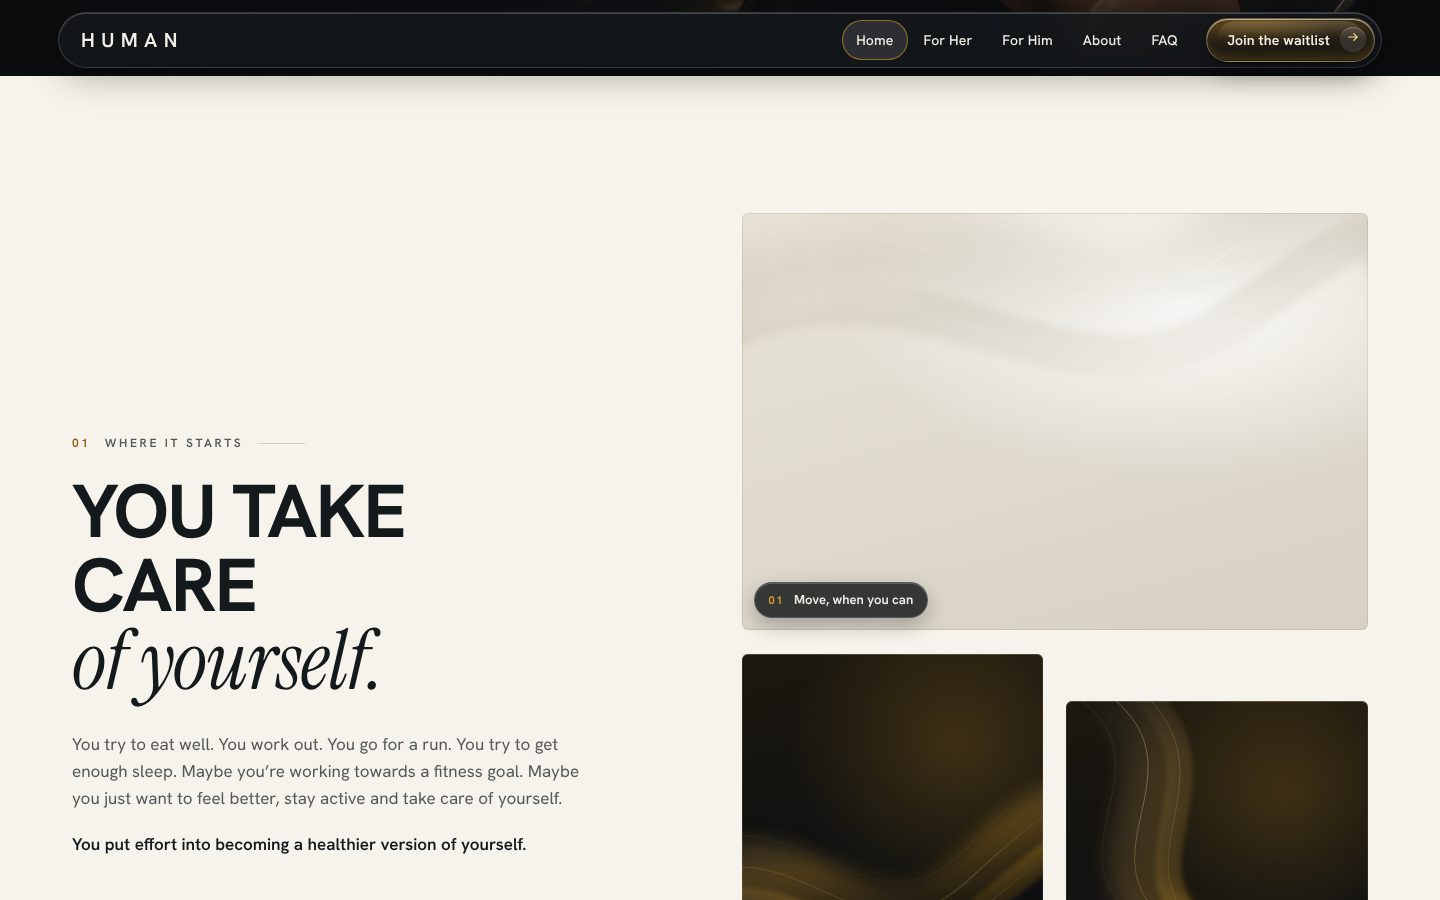 HUMAN
Home
For Her
For Him
About
FAQ
Join the waitlist →
01 WHERE IT STARTS
YOU TAKE
CARE
of yourself.
You try to eat well. You work out. You go for a run. You try to get
enough sleep. Maybe you’re working towards a fitness goal. Maybe
you just want to feel better, stay active and take care of yourself.
You put effort into becoming a healthier version of yourself.
01 Move, when you can